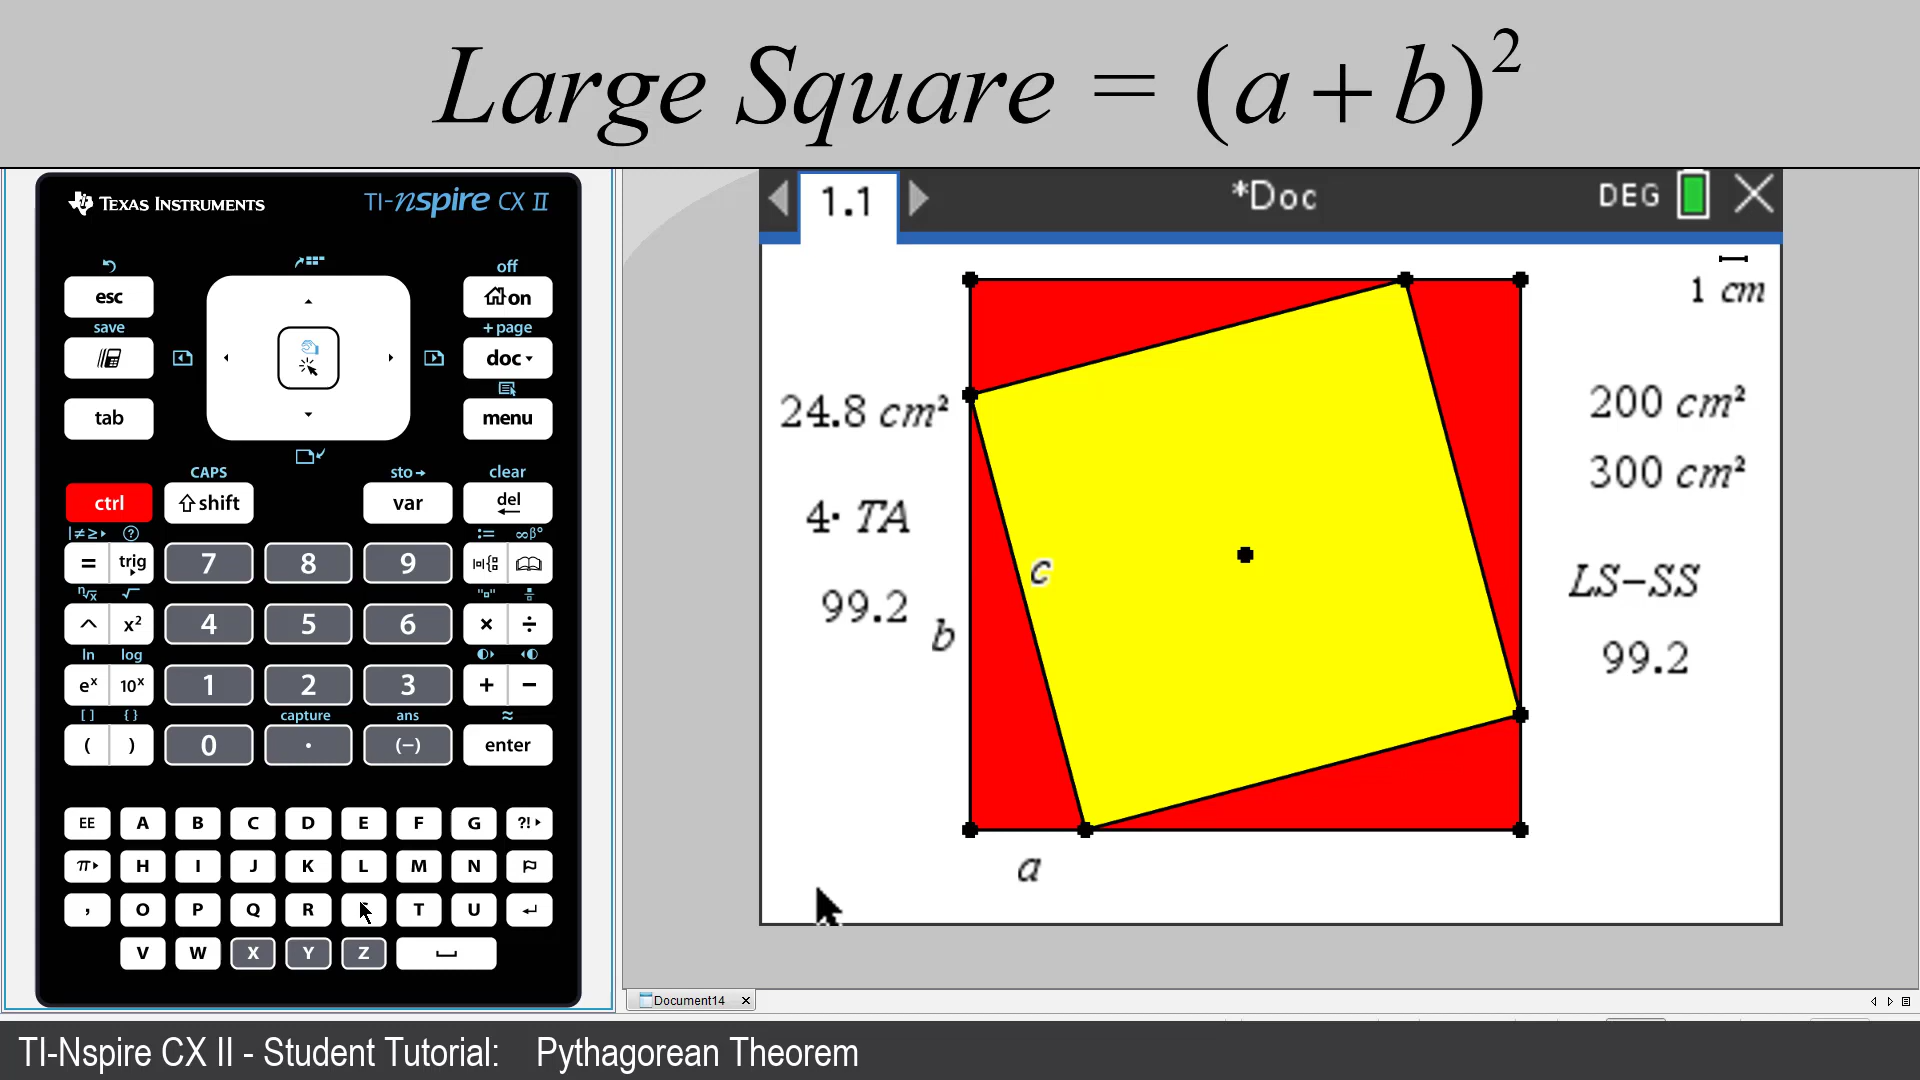 Large Square = (a+b)²
TEXAS INSTRUMENTS TI-nspire CX II
off
esc on
save + page
doc
tab menu
CAPS sto→ clear
ctrl ⇧shift var del
|≠≥▸ ? := ∞β°
= trig 7 8 9
ⁿ√x √ "▫"
^ x² 4 5 6 × ÷
ln log
eˣ 10ˣ 1 2 3 + −
[ ] { } capture ans ≈
( ) 0 . (−) enter
EE A B C D E F G ?!▸
π▸ H I J K L M N
, O P Q R T U ↵
V W X Y Z
1.1 *Doc DEG
1 cm
24.8 cm² 200 cm²
300 cm²
4· TA
c LS−SS
99.2 b 99.2
a
Document14
TI-Nspire CX II - Student Tutorial: Pythagorean Theorem